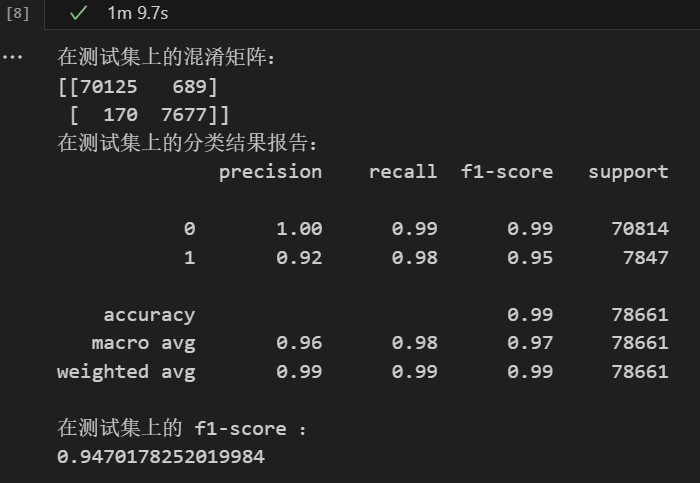 [8] ✓ 1m 9.7s
... 在测试集上的混淆矩阵：
[[70125   689]
 [  170  7677]]
在测试集上的分类结果报告：
              precision    recall  f1-score   support

           0       1.00      0.99      0.99     70814
           1       0.92      0.98      0.95      7847

    accuracy                           0.99     78661
   macro avg       0.96      0.98      0.97     78661
weighted avg       0.99      0.99      0.99     78661

在测试集上的 f1-score ：
0.9470178252019984